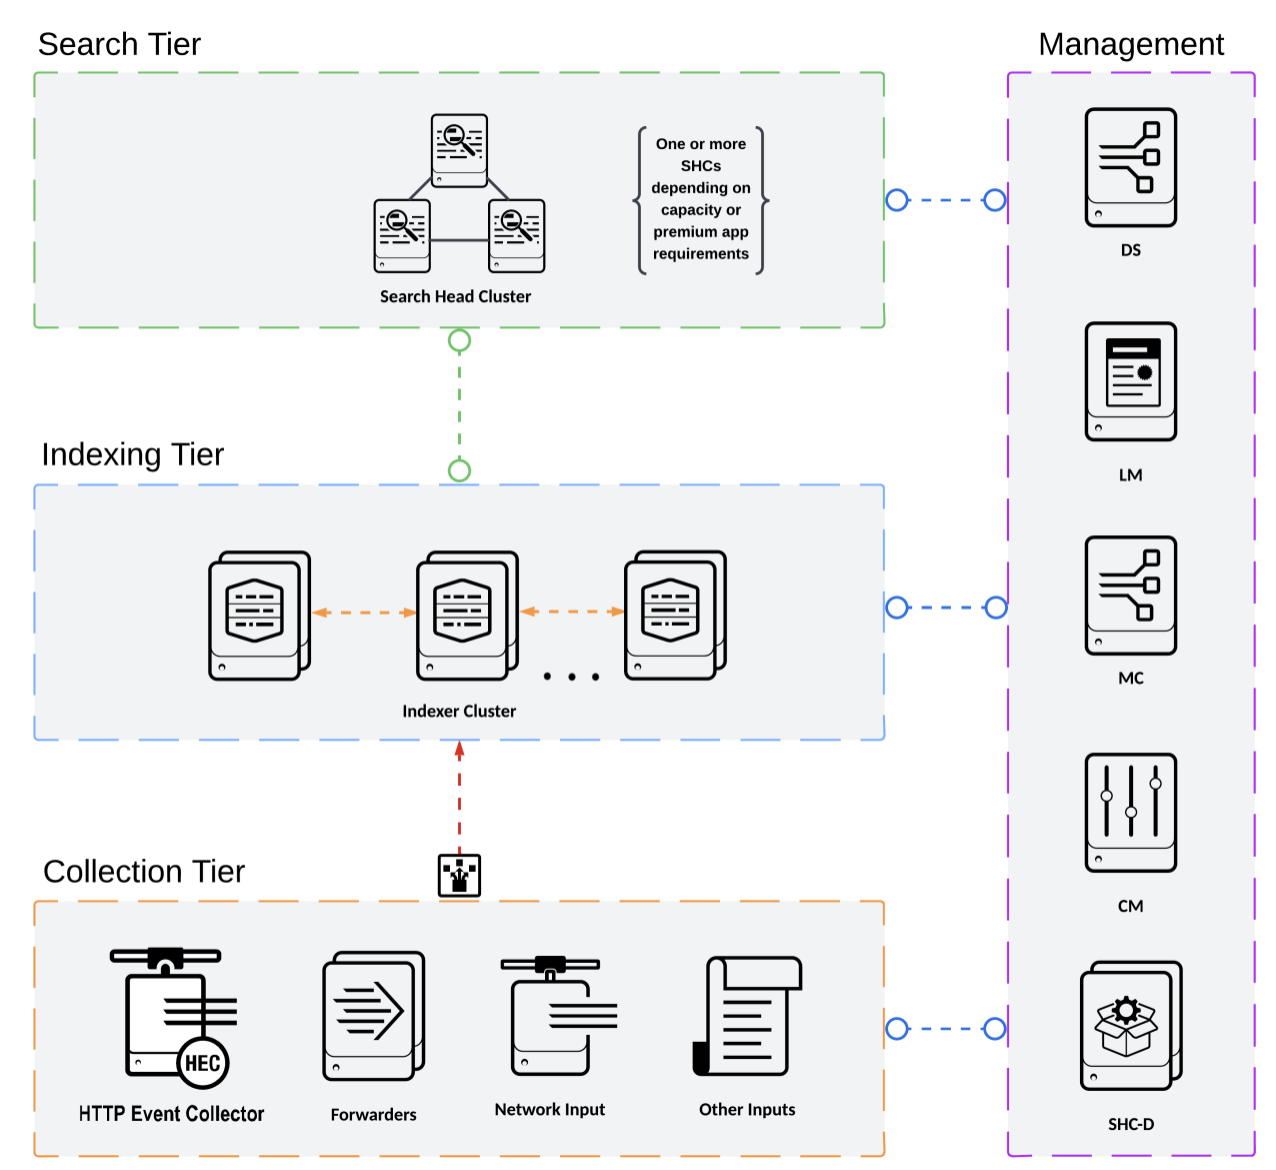 Search Tier
Management
One or more
SHCs
depending on
capacity or
premium app
requirements
Search Head Cluster
DS
LM
Indexing Tier
Indexer Cluster
MC
Collection Tier
CM
HEC
HTTP Event Collector
Forwarders
Network Input
Other Inputs
SHC-D